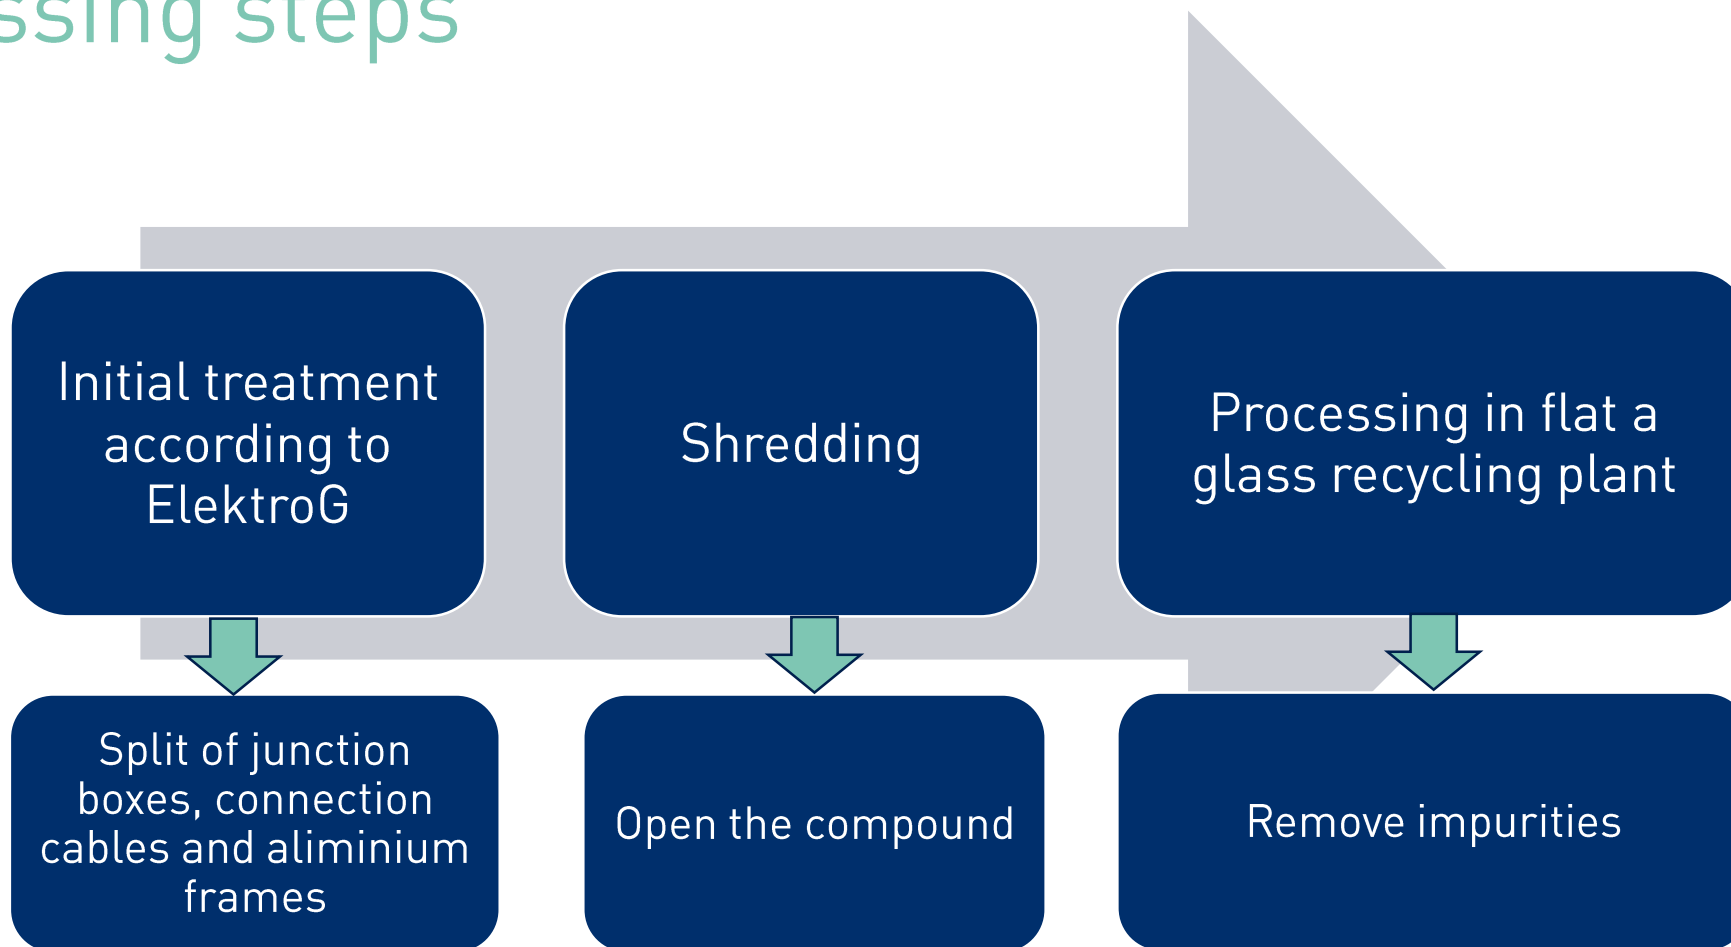 ssing steps
Initial treatment
according to
ElektroG
Shredding
Processing in flat a
glass recycling plant
Split of junction
boxes, connection
cables and aliminium
frames
Open the compound
Remove impurities